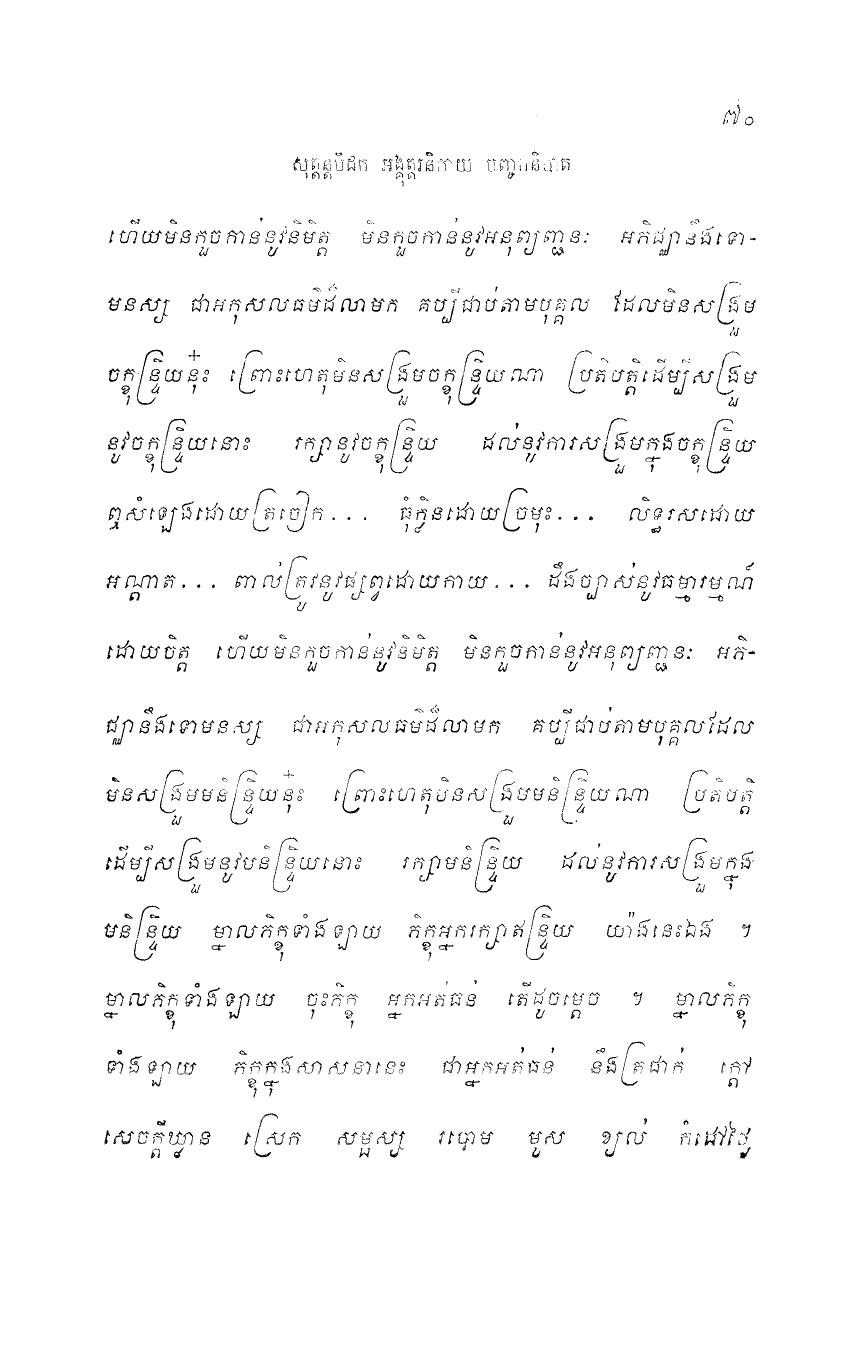 ៧០
សុត្តន្តបិដក អង្គុត្តរនិកាយ បញ្ចកនិបាត
ហើយមិនកួចកាន់នូវនិមិត្ត មិនកួចកាន់នូវអនុព្យញ្ជនៈ អភិជ្ឈានឹងទោ-
មនស្ស ជាអកុសលធម៌ដ៏លាមក គប្បីជាប់តាមបុគ្គល ដែលមិនសង្រួម
ចក្ខុន្ទ្រិយនុ៎ះ ព្រោះហេតុមិនសង្រួមចក្ខុន្ទ្រិយណា ប្រតិបត្តិដើម្បីសង្រួម
នូវចក្ខុន្ទ្រិយនោះ រក្សានូវចក្ខុន្ទ្រិយ ដល់នូវការសង្រួមក្នុងចក្ខុន្ទ្រិយ
ឮសំឡេងដោយត្រចៀក... ធុំក្លិនដោយច្រមុះ... លិទ្ធរសដោយ
អណ្តាត... ពាល់ត្រូវនូវផ្សព្វដោយកាយ... ដឹងច្បាស់នូវធម្មារម្មណ៍
ដោយចិត្ត ហើយមិនកួចកាន់នូវនិមិត្ត មិនកួចកាន់នូវអនុព្យញ្ជនៈ អភិ-
ជ្ឈានឹងទោមនស្ស ជាអកុសលធម៌ដ៏លាមក គប្បីជាប់តាមបុគ្គលដែល
មិនសង្រួមមនិន្ទ្រិយនុ៎ះ ព្រោះហេតុមិនសង្រួមមនិន្ទ្រិយណា ប្រតិបត្តិ
ដើម្បីសង្រួមនូវមនិន្ទ្រិយនោះ រក្សាមនិន្ទ្រិយ ដល់នូវការសង្រួមក្នុង
មនិន្ទ្រិយ ម្នាលភិក្ខុទាំងឡាយ ភិក្ខុអ្នករក្សាឥន្ទ្រិយ យ៉ាងនេះឯង ។
ម្នាលភិក្ខុទាំងឡាយ ចុះភិក្ខុ អ្នកអត់ធន់ តើដូចម្តេច ។ ម្នាលភិក្ខុ
ទាំងឡាយ ភិក្ខុក្នុងសាសនានេះ ជាអ្នកអត់ធន់ នឹងត្រជាក់ ក្តៅ
សេចក្តីឃ្លាន ស្រេក សម្ផស្ស របោម មូស ខ្យល់ កំដៅថ្ងៃ